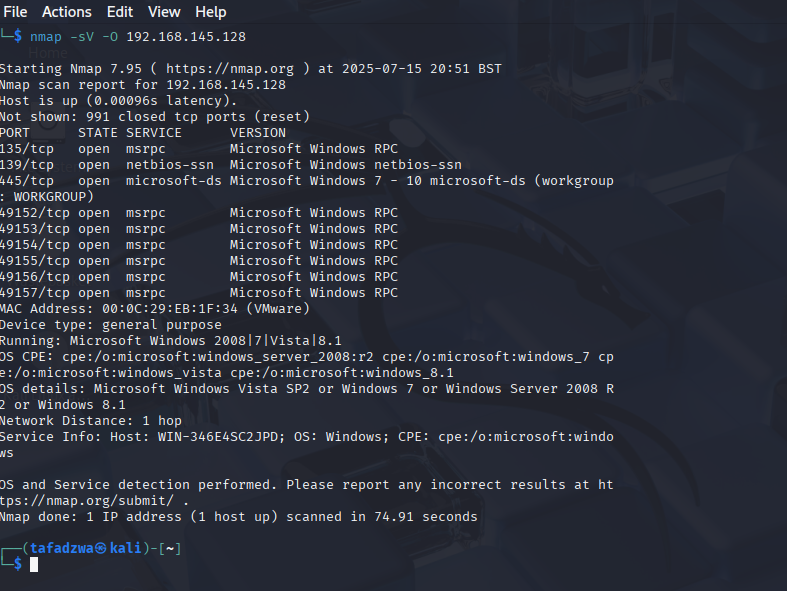 File Actions Edit View Help
└─$ nmap -sV -O 192.168.145.128
Home
Starting Nmap 7.95 ( https://nmap.org ) at 2025-07-15 20:51 BST
Nmap scan report for 192.168.145.128
Host is up (0.00096s latency).
Not shown: 991 closed tcp ports (reset)
PORT      STATE SERVICE      VERSION
135/tcp   open  msrpc        Microsoft Windows RPC
139/tcp   open  netbios-ssn  Microsoft Windows netbios-ssn
445/tcp   open  microsoft-ds Microsoft Windows 7 - 10 microsoft-ds (workgroup
: WORKGROUP)
49152/tcp open  msrpc        Microsoft Windows RPC
49153/tcp open  msrpc        Microsoft Windows RPC
49154/tcp open  msrpc        Microsoft Windows RPC
49155/tcp open  msrpc        Microsoft Windows RPC
49156/tcp open  msrpc        Microsoft Windows RPC
49157/tcp open  msrpc        Microsoft Windows RPC
MAC Address: 00:0C:29:EB:1F:34 (VMware)
Device type: general purpose
Running: Microsoft Windows 2008|7|Vista|8.1
OS CPE: cpe:/o:microsoft:windows_server_2008:r2 cpe:/o:microsoft:windows_7 cp
e:/o:microsoft:windows_vista cpe:/o:microsoft:windows_8.1
OS details: Microsoft Windows Vista SP2 or Windows 7 or Windows Server 2008 R
2 or Windows 8.1
Network Distance: 1 hop
Service Info: Host: WIN-346E4SC2JPD; OS: Windows; CPE: cpe:/o:microsoft:windo
ws
OS and Service detection performed. Please report any incorrect results at ht
tps://nmap.org/submit/ .
Nmap done: 1 IP address (1 host up) scanned in 74.91 seconds
┌──(tafadzwa㉿kali)-[~]
└─$